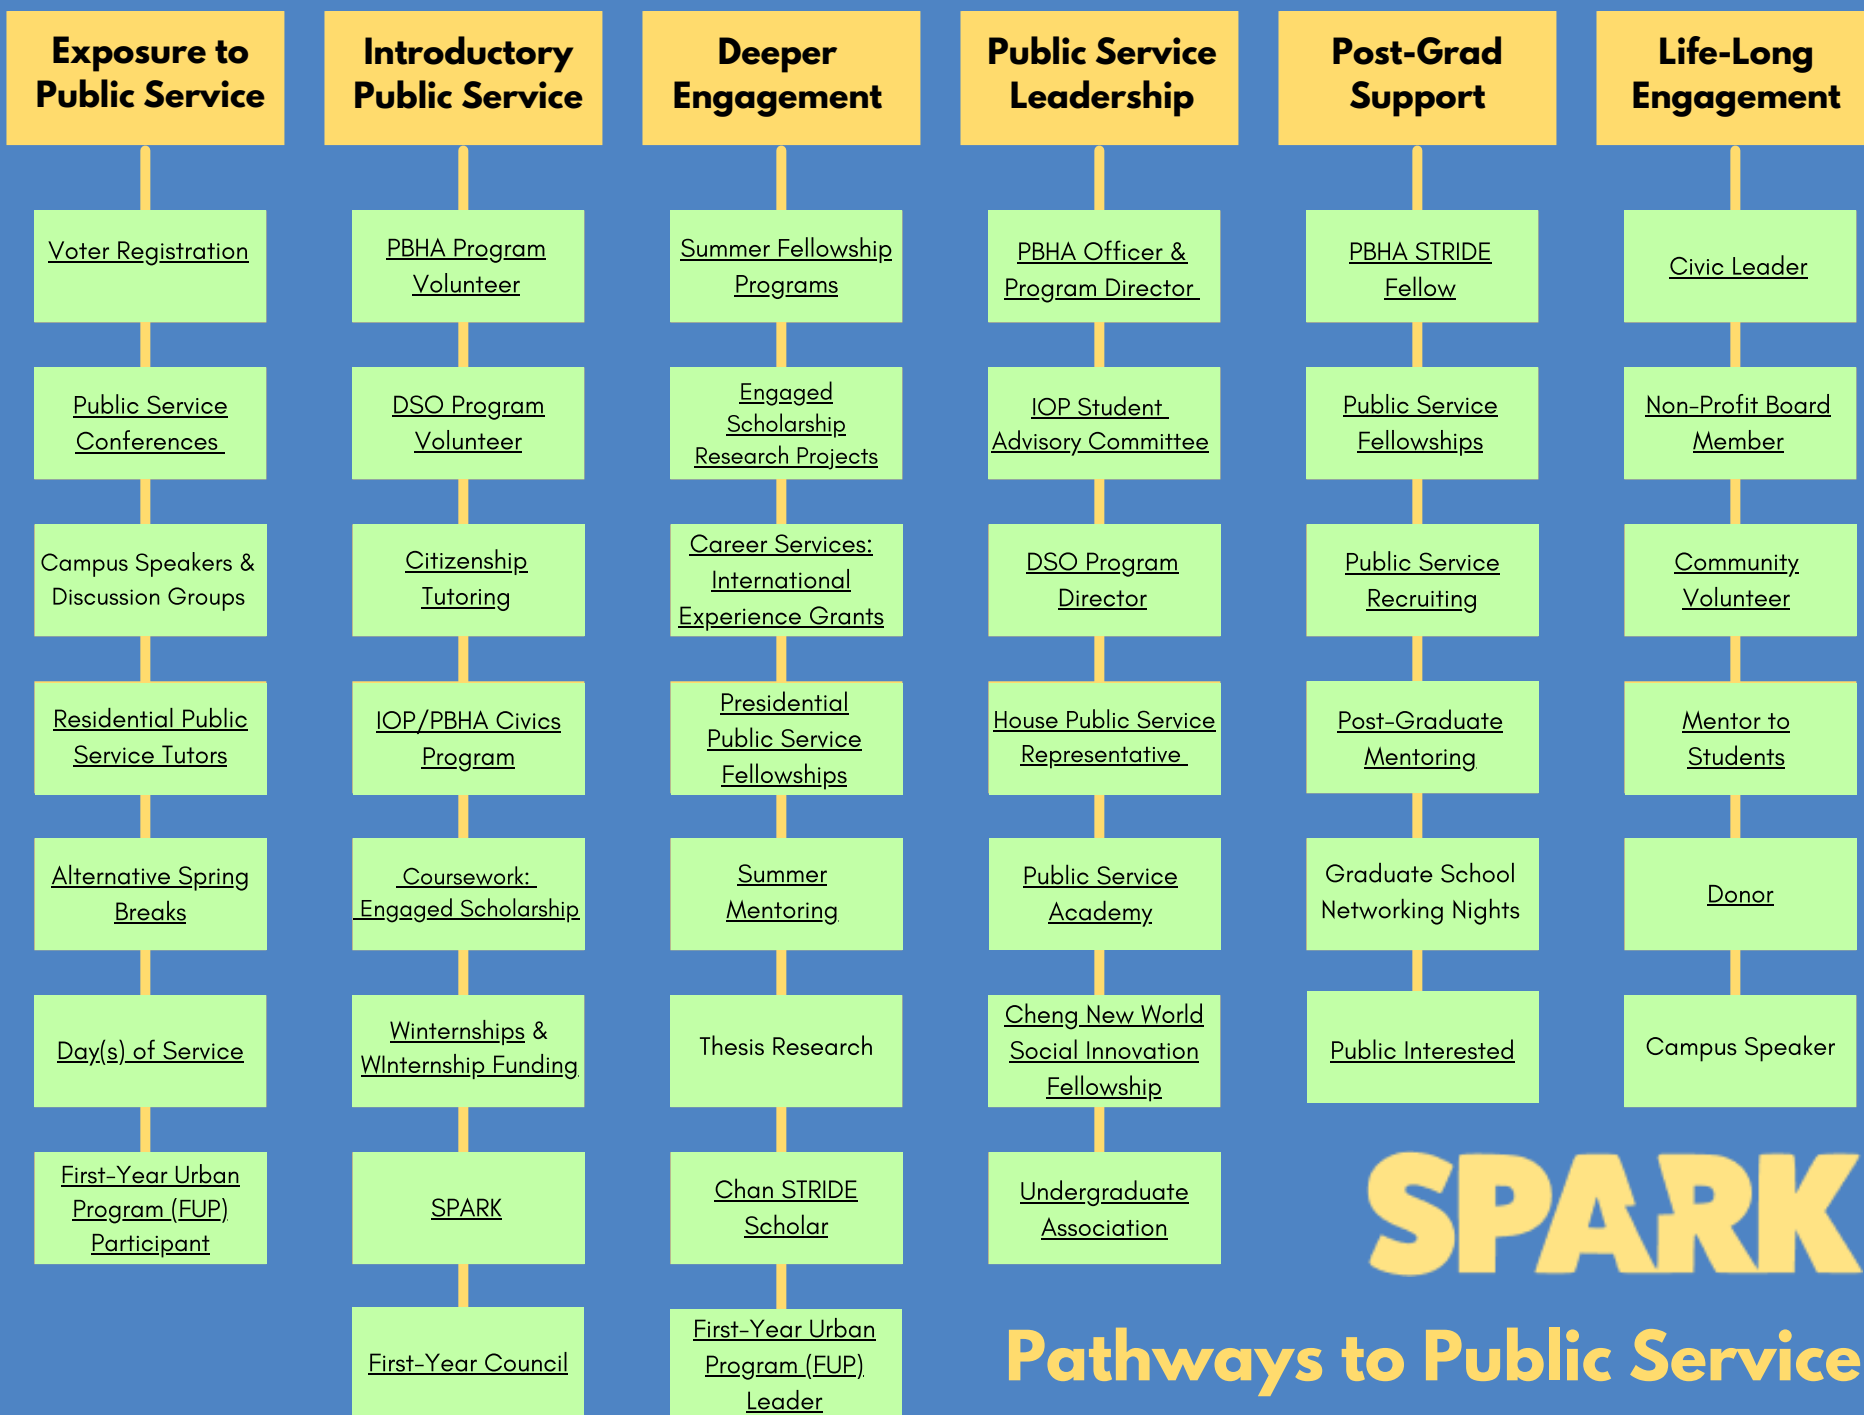 Exposure to
Public Service
Voter Registration
Public Service
Conferences
Campus Speakers &
Discussion Groups
Residential Public
Service Tutors
Alternative Spring
Breaks
Day(s) of Service
First-Year Urban
Program (FUP)
Participant
Introductory
Public Service
PBHA Program
Volunteer
DSO Program
Volunteer
Citizenship
Tutoring
IOP/PBHA Civics
Program
Coursework:
Engaged Scholarship
Winternships &
WInternship Funding
SPARK
First-Year Council
Deeper
Engagement
Summer Fellowship
Programs
Engaged
Scholarship
Research Projects
Career Services:
International
Experience Grants
Presidential
Public Service
Fellowships
Summer
Mentoring
Thesis Research
Chan STRIDE
Scholar
First-Year Urban
Program (FUP)
Leader
Public Service
Leadership
PBHA Officer &
Program Director
IOP Student
Advisory Committee
DSO Program
Director
House Public Service
Representative
Public Service
Academy
Cheng New World
Social Innovation
Fellowship
Undergraduate
Association
Post-Grad
Support
PBHA STRIDE
Fellow
Public Service
Fellowships
Public Service
Recruiting
Post-Graduate
Mentoring
Graduate School
Networking Nights
Public Interested
Life-Long
Engagement
Civic Leader
Non-Profit Board
Member
Community
Volunteer
Mentor to
Students
Donor
Campus Speaker
SPARK
Pathways to Public Service